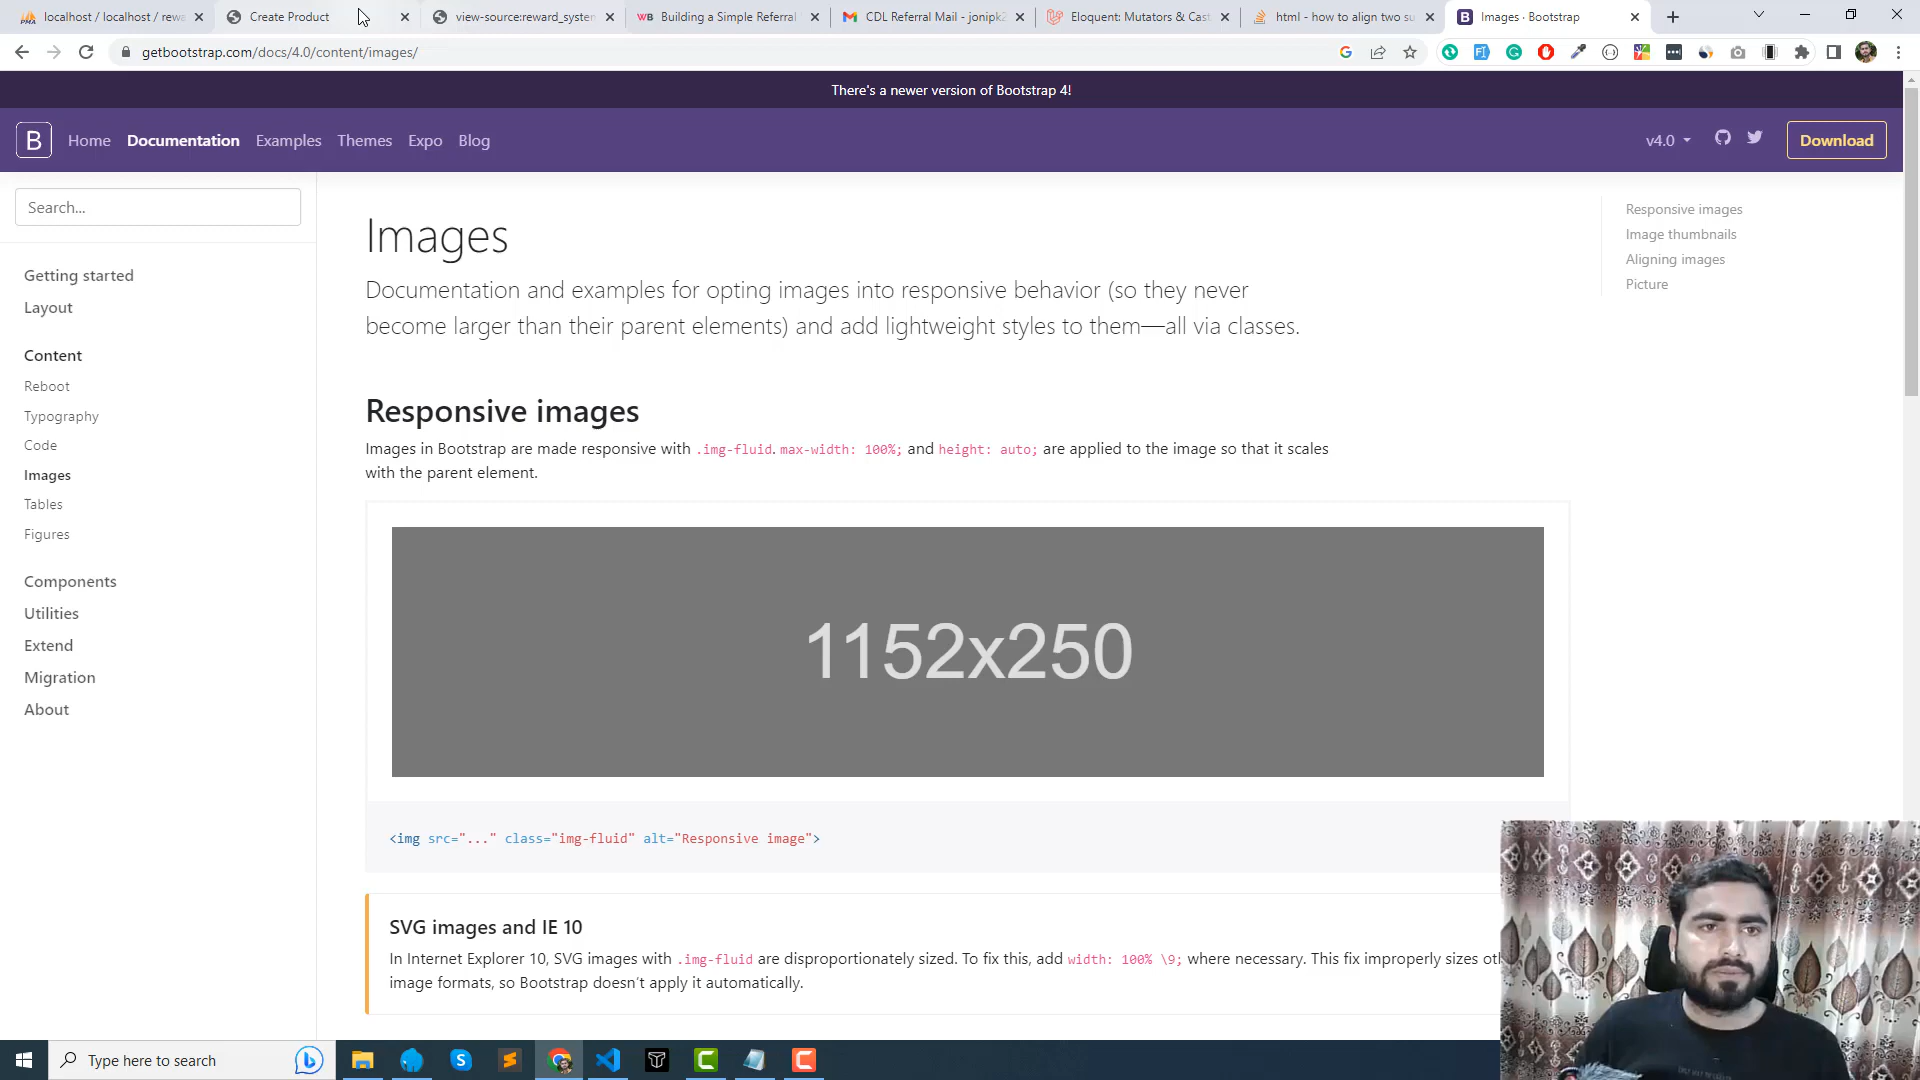 localhost / localhost / rewa
Create Product
view-source:reward_system
Building a Simple Referral
CDL Referral Mail - jonipk2
Eloquent: Mutators & Cast
html - how to align two su
Images · Bootstrap
getbootstrap.com/docs/4.0/content/images/
There's a newer version of Bootstrap 4!
B Home Documentation Examples Themes Expo Blog v4.0 Download
Search...
Getting started
Layout
Content
Reboot
Typography
Code
Images
Tables
Figures
Components
Utilities
Extend
Migration
About
Images
Documentation and examples for opting images into responsive behavior (so they never
become larger than their parent elements) and add lightweight styles to them—all via classes.
Responsive images
Images in Bootstrap are made responsive with .img-fluid. max-width: 100%; and height: auto; are applied to the image so that it scales
with the parent element.
1152x250
<img src="..." class="img-fluid" alt="Responsive image">
SVG images and IE 10
In Internet Explorer 10, SVG images with .img-fluid are disproportionately sized. To fix this, add width: 100% \9; where necessary. This fix improperly sizes ot
image formats, so Bootstrap doesn't apply it automatically.
Responsive images
Image thumbnails
Aligning images
Picture
Type here to search